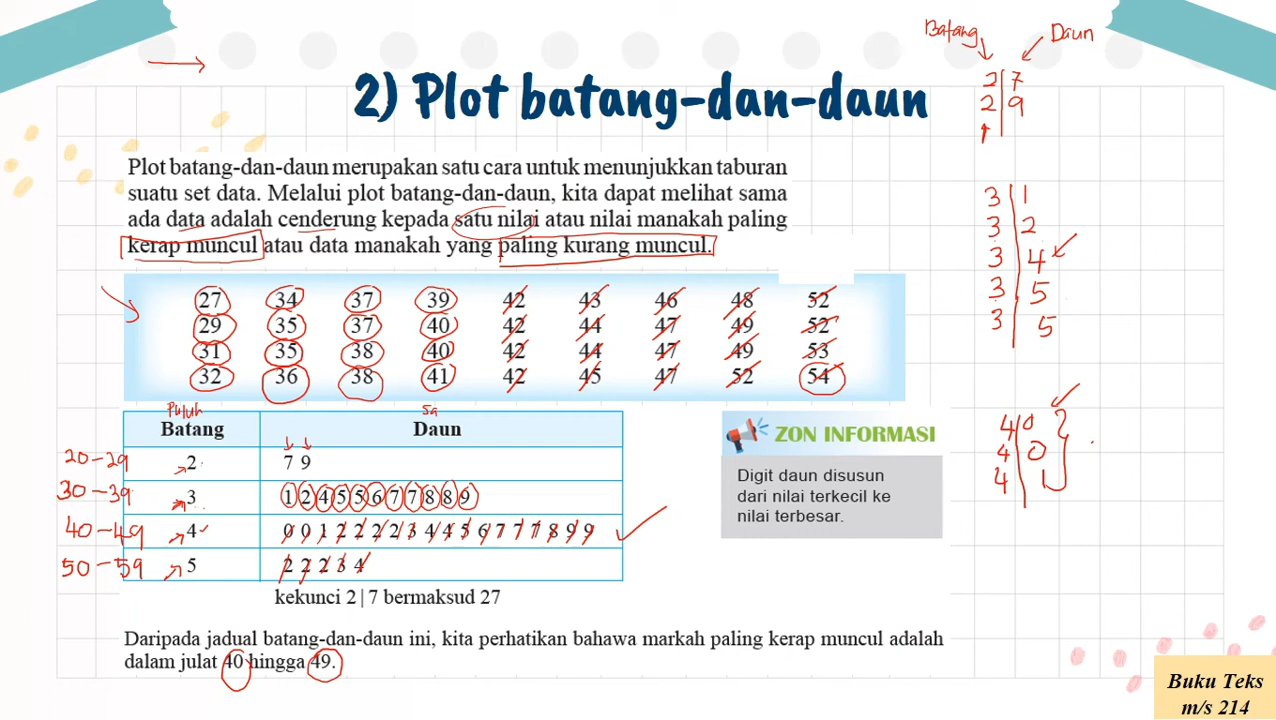 Batang
Daun
2 | 7
2 | 9
2) Plot batang-dan-daun
Plot batang-dan-daun merupakan satu cara untuk menunjukkan taburan
suatu set data. Melalui plot batang-dan-daun, kita dapat melihat sama
ada data adalah cenderung kepada satu nilai atau nilai manakah paling
kerap muncul atau data manakah yang paling kurang muncul.
3 | 1
3 | 2
3 | 4
3 | 5
3 | 5
27 34 37 39 42 43 46 48 52
29 35 37 40 42 44 47 49 52
31 35 38 40 42 44 47 49 53
32 36 38 41 42 45 47 52 54
Puluh
Sa
Batang Daun
20-29 2 7 9
30-39 3 1 2 4 5 5 6 7 7 8 8 9
40-49 4 0 0 1 2 2 2 2 3 4 4 5 6 7 7 7 8 9 9
50-59 5 2 2 2 3 4
kekunci 2 | 7 bermaksud 27
ZON INFORMASI
Digit daun disusun
dari nilai terkecil ke
nilai terbesar.
4 | 0
4 | 0
4 | 1
Daripada jadual batang-dan-daun ini, kita perhatikan bahawa markah paling kerap muncul adalah
dalam julat 40 hingga 49.
Buku Teks
m/s 214